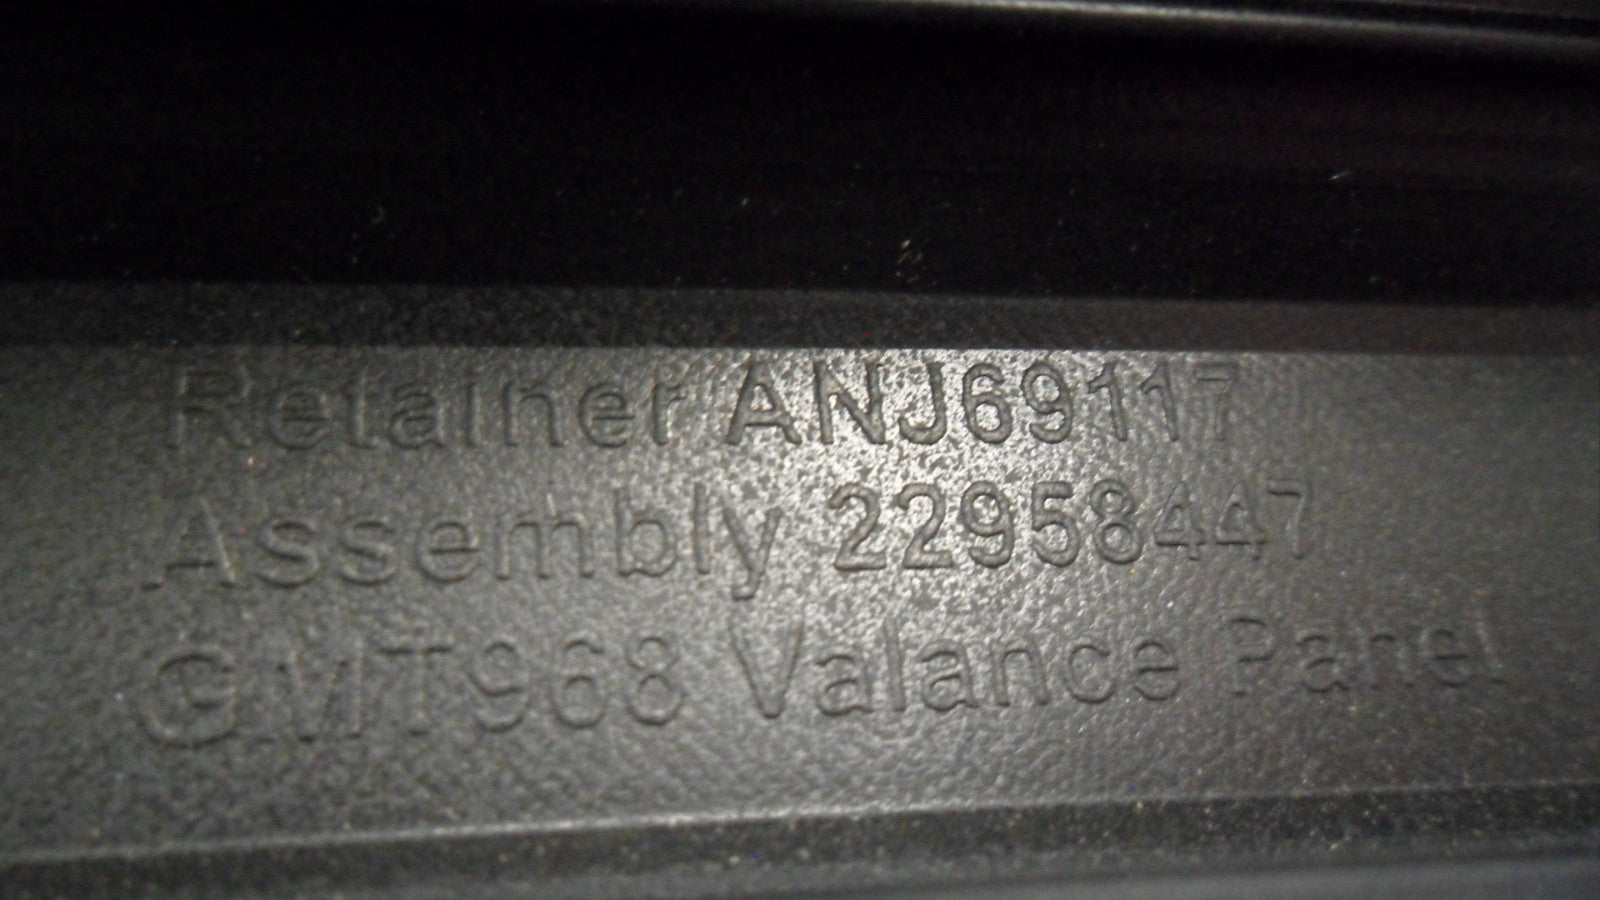 Retainer ANJ69117
Assembly 22958447
GMT968 Valance Panel